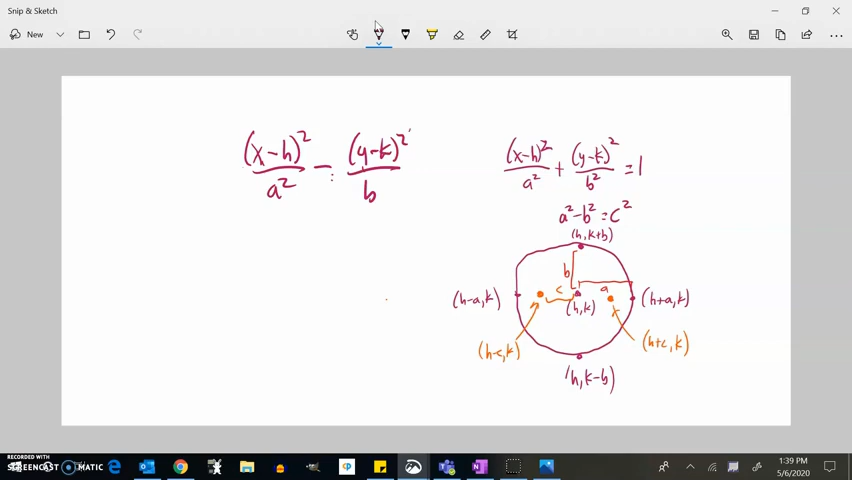 Snip & Sketch
New
(x-h)² / a² - (y-k)² / b
(x-h)² / a² + (y-k)² / b² = 1
a² - b² = c²
(h, k+b)
b
(h-a, k)
c
a
(h+a, k)
(h, k)
(h-c, k)
(h+c, k)
(h, k-b)
RECORDED WITH
SCREENCAST MATIC
1:39 PM
5/6/2020